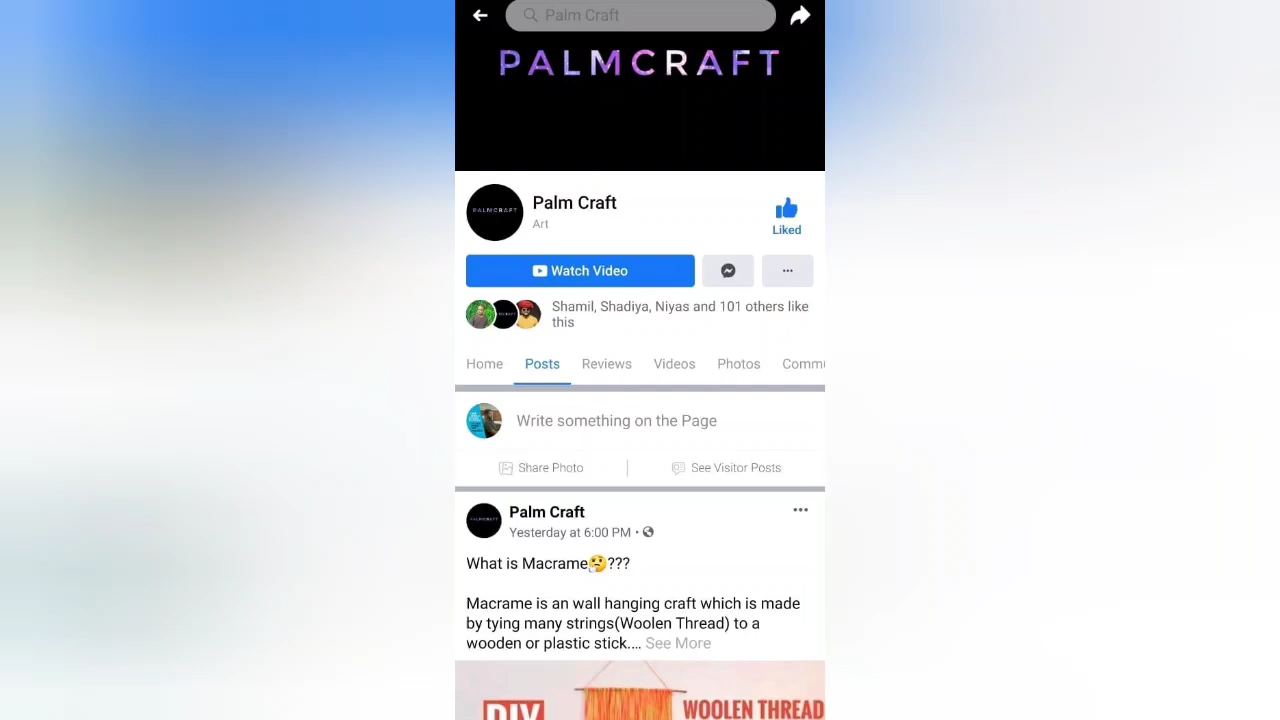 Palm Craft
PALMCRAFT
PALMCRAFT
Palm Craft
Art
Liked
Watch Video
Shamil, Shadiya, Niyas and 101 others like
this
Home Posts Reviews Videos Photos Commu
Write something on the Page
Share Photo
See Visitor Posts
PALMCRAFT
Palm Craft
Yesterday at 6:00 PM
What is Macrame🤔???
Macrame is an wall hanging craft which is made
by tying many strings(Woolen Thread) to a
wooden or plastic stick.... See More
DIY
WOOLEN THREAD